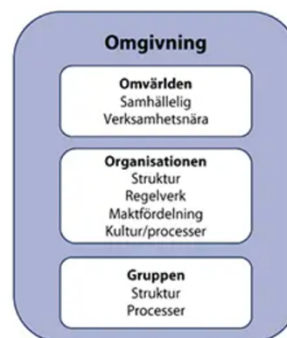 Omgivning
Omvärlden
Samhällelig
Verksamhetsnära
Organisationen
Struktur
Regelverk
Maktfördelning
Kultur/processer
Gruppen
Struktur
Processer